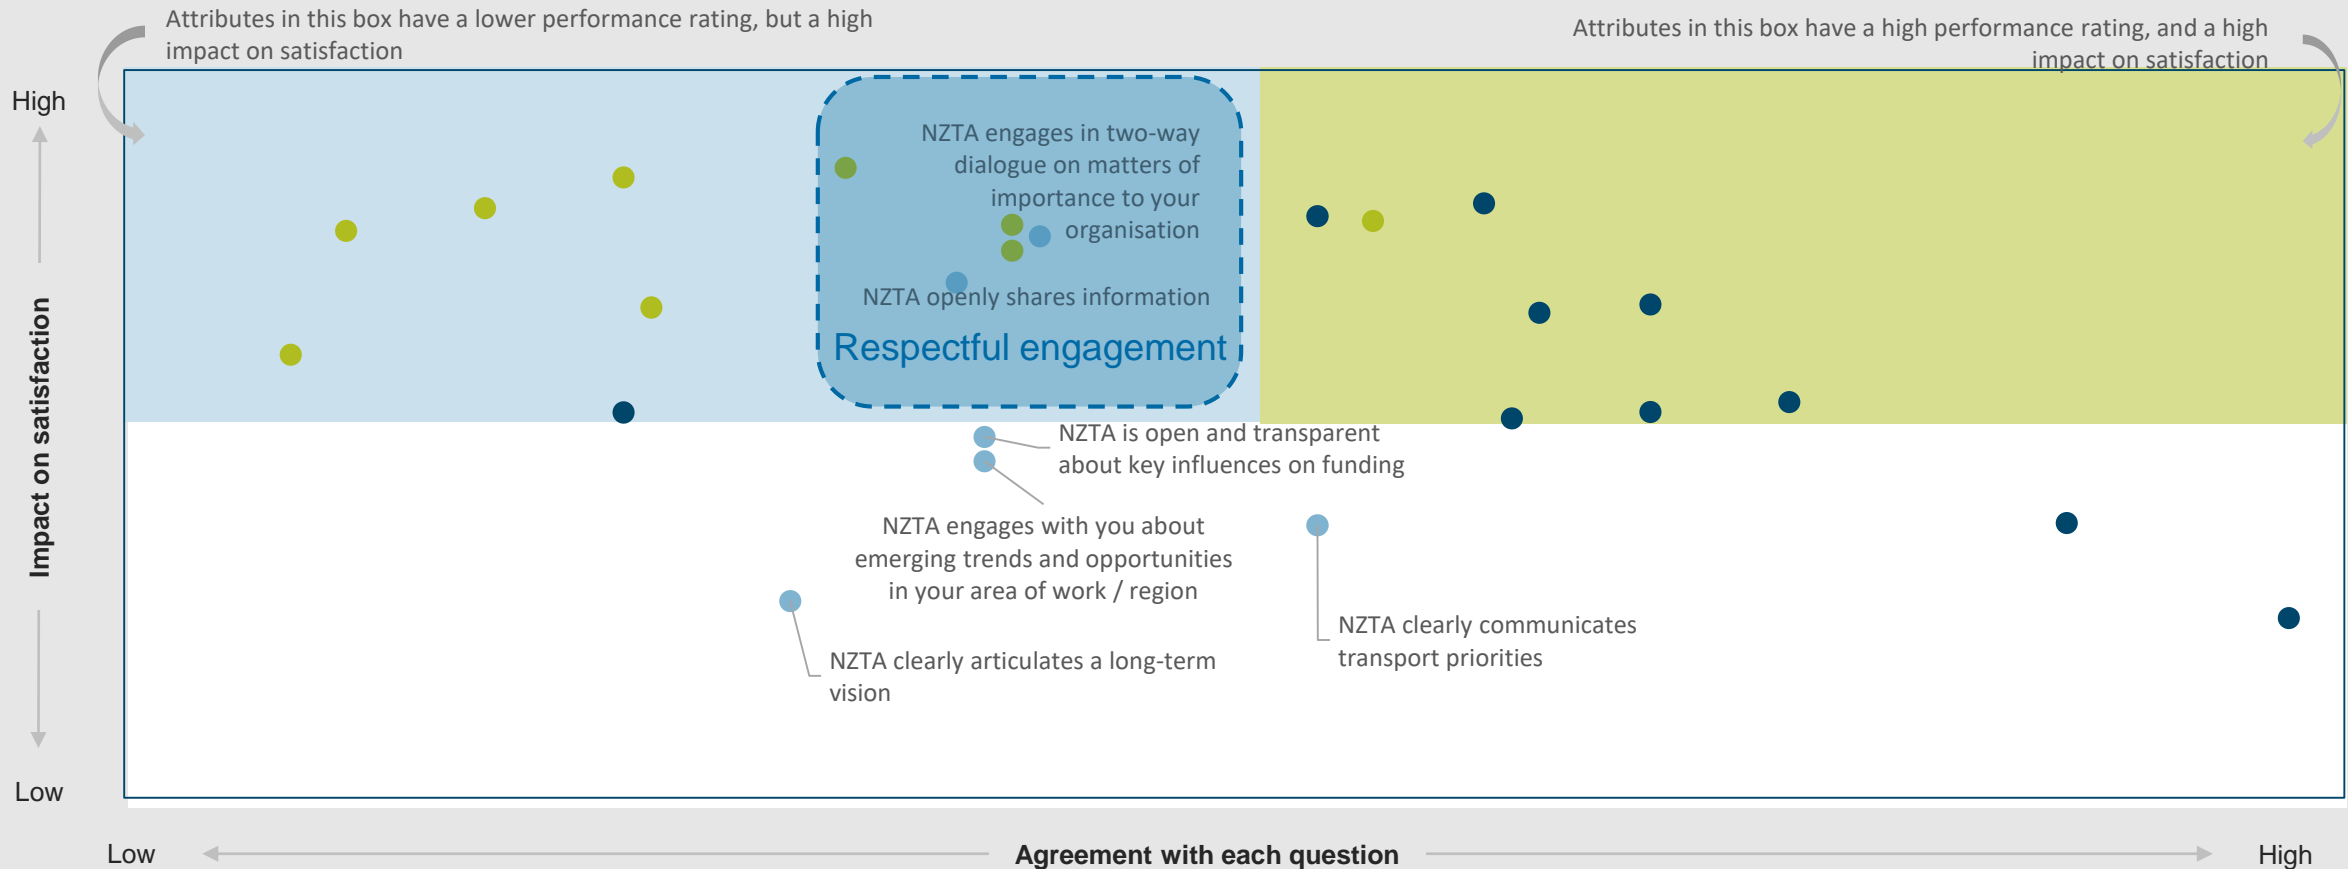 Attributes in this box have a lower performance rating, but a high
impact on satisfaction
Attributes in this box have a high performance rating, and a high
impact on satisfaction
High
Impact on satisfaction
Low
NZTA engages in two-way
dialogue on matters of
importance to your
organisation
NZTA openly shares information
Respectful engagement
NZTA is open and transparent
about key influences on funding
NZTA engages with you about
emerging trends and opportunities
in your area of work / region
NZTA clearly communicates
transport priorities
NZTA clearly articulates a long-term
vision
Low
Agreement with each question
High